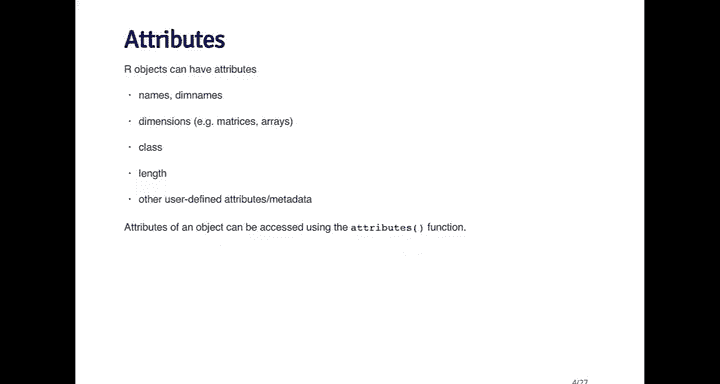 Attributes
R objects can have attributes
· names, dimnames
· dimensions (e.g. matrices, arrays)
· class
· length
· other user-defined attributes/metadata
Attributes of an object can be accessed using the attributes() function.
4/27